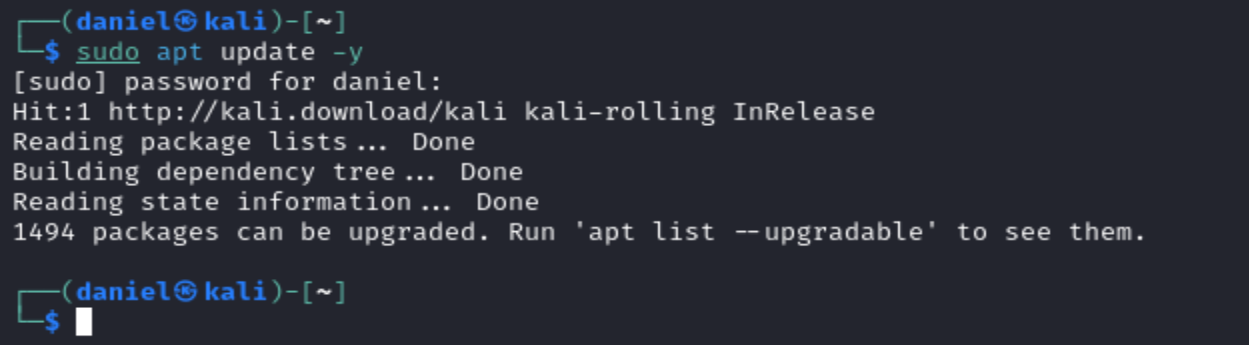 ┌──(daniel㉿kali)-[~]
└─$ sudo apt update -y
[sudo] password for daniel:
Hit:1 http://kali.download/kali kali-rolling InRelease
Reading package lists... Done
Building dependency tree... Done
Reading state information... Done
1494 packages can be upgraded. Run 'apt list --upgradable' to see them.
┌──(daniel㉿kali)-[~]
└─$